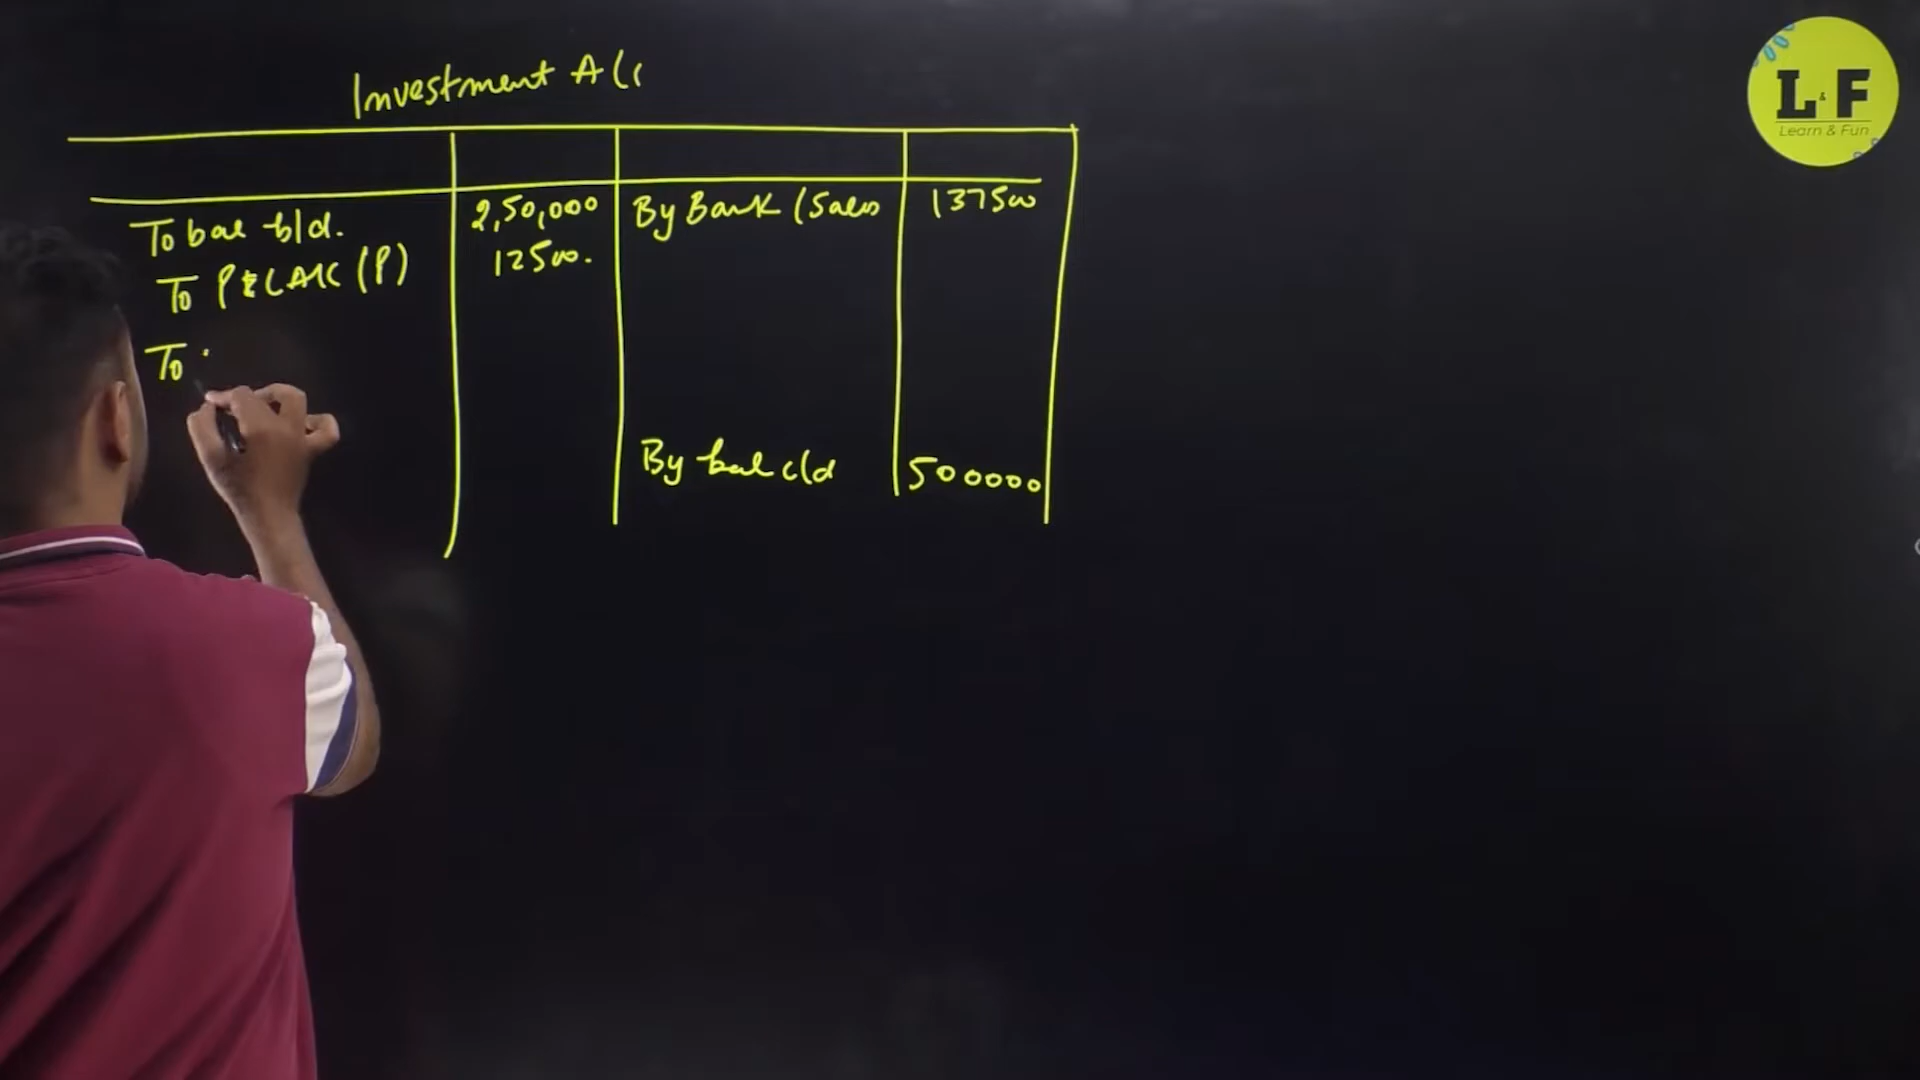 Investment A/c
To bal b/d. 2,50,000 By Bank (Sales 137500
To P&L A/c (P) 12500.
To
By bal c/d 500000
L&F
Learn & Fun